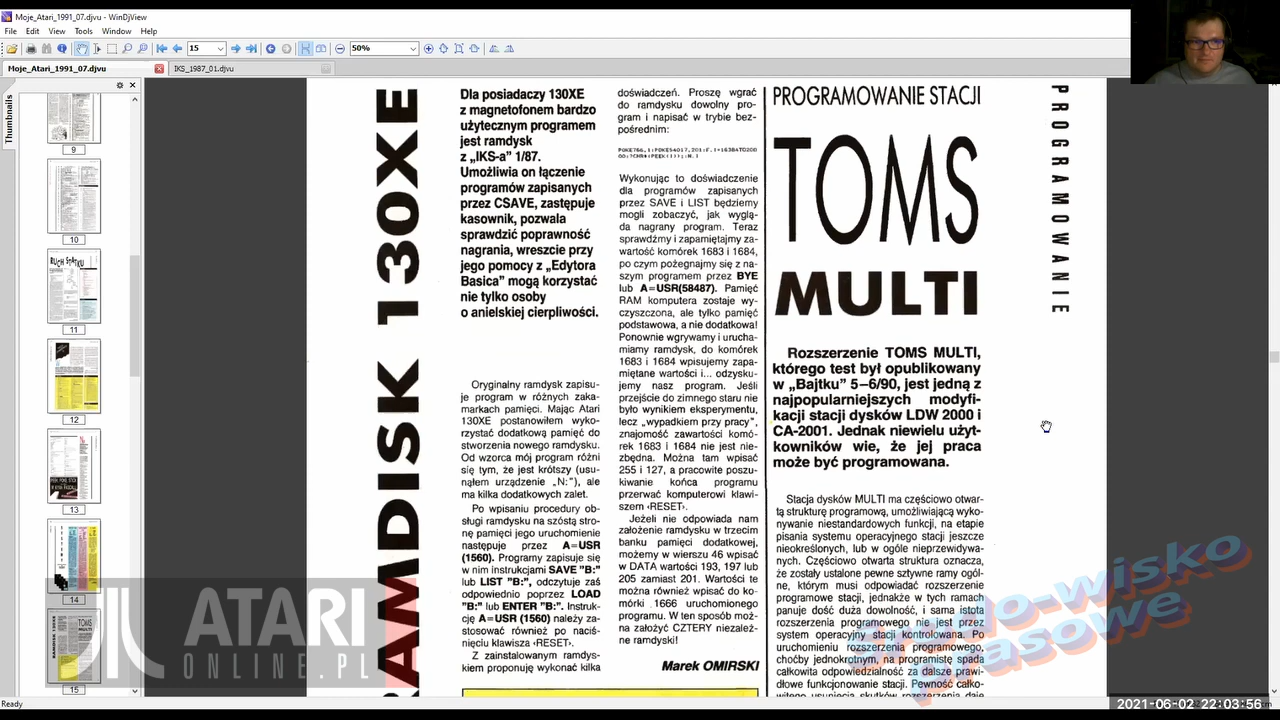 Moje_Atari_1991_07.djvu - WinDjView
File Edit View Tools Window Help
15
50%
Moje_Atari_1991_07.djvu
IKS_1987_01.djvu
Thumbnails
9
10
11
12
13
14
15
RAMDISK 130XE
Dla posiadaczy 130XE
z magnetofonem bardzo
użytecznym programem
jest ramdysk
z „IKS-a” 1/87.
Umożliwia on łączenie
programów zapisanych
przez CSAVE, zastępuje
kasownik, pozwala
sprawdzić poprawność
nagrania, wreszcie przy
jego pomocy z „Edytora
Basica” mogą korzystać
nie tylko osoby
o anielskiej cierpliwości.
Oryginalny ramdysk zapisu-
je program w różnych zaka-
markach pamięci. Mając Atari
130XE postanowiłem wyko-
rzystać dodatkową pamięć do
stworzenia nowego ramdysku.
Od wzorca mój program różni
się tym, że jest krótszy (usu-
nąłem urządzenie „N:”), ale
ma kilka dodatkowych zalet.
Po wpisaniu procedury ob-
sługi ramdysku na szóstą stro-
nę pamięci jego uruchomienie
następuje przez A=USR
(1560). Programy zapisuje się
w nim instrukcjami SAVE "B:"
lub LIST "B:", odczytuje zaś
odpowiednio poprzez LOAD
"B:" lub ENTER "B:". Instruk-
cję A=USR (1560) należy za-
stosować również po naciś-
nięciu klawisza ‹RESET›.
Z zainstalowanym ramdys-
kiem proponuję wykonać kilka
doświadczeń. Proszę wgrać
do ramdysku dowolny pro-
gram i napisać w trybie bez-
pośrednim:
Wykonując to doświadczenie
dla programów zapisanych
przez SAVE i LIST będziemy
mogli zobaczyć, jak wyglą-
da nagrany program. Teraz
sprawdźmy i zapamiętajmy za-
wartość komórek 1683 i 1684,
po czym pożegnajmy się z na-
szym programem przez BYE
lub A=USR(58487). Pamięć
RAM komputera zostaje wy-
czyszczona, ale tylko pamięć
podstawowa, a nie dodatkowa!
Ponownie wgrywamy i urucha-
miamy ramdysk, do komórek
1683 i 1684 wpisujemy zapa-
miętane wartości i... odzysku-
jemy nasz program. Jeśli
przejście do zimnego staru nie
było wynikiem eksperymentu,
lecz „wypadkiem przy pracy”,
znajomość zawartości komó-
rek 1683 i 1684 nie jest nie-
zbędna. Można tam wpisać
255 i 127, a pracowite poszu-
kiwanie końca programu
przerwać komputerowi klawi-
szem ‹RESET›.
Jeżeli nie odpowiada nam
założenie ramdysku w trzecim
banku pamięci dodatkowej,
możemy w wierszu 46 wpisać
w DATA wartości 193, 197 lub
205 zamiast 201. Wartości te
można również wpisać do ko-
mórki 1666 uruchomionego
programu. W ten sposób moż-
na założyć CZTERY niezależ-
ne ramdyski!
Marek OMIRSKI
PROGRAMOWANIE STACJI
TOMS
MULTI
Rozszerzenie TOMS MULTI,
którego test był opublikowany
w „Bajtku” 5–6/90, jest jedną z
najpopularniejszych modyfi-
kacji stacji dysków LDW 2000 i
CA-2001. Jednak niewielu użyt-
kowników wie, że jej praca
może być programowana.
Stacja dysków MULTI ma częściowo otwar-
tą strukturę programową, umożliwiającą wyko-
nywanie niestandardowych funkcji, na etapie
pisania systemu operacyjnego stacji jeszcze
nieokreślonych, lub w ogóle nieprzewidywa-
nych. Częściowo otwarta struktura oznacza,
że zostały ustalone pewne sztywne ramy ogól-
ne, którym musi odpowiadać rozszerzenie
programowe stacji, jednakże w tych ramach
panuje dość duża dowolność, i sama istota
rozszerzenia programowego nie jest przez
system operacyjny stacji kontrolowana. Po
uruchomieniu rozszerzenia programowego,
choćby jednokrotnym, na programistę spada
całkowita odpowiedzialność za dalsze prawi-
dłowe funkcjonowanie stacji. Pewność całko-
witego usunięcia skutków rozszerzenia daje
PROGRAMOWANIE
ATARI
ONLINE.PL
Ready
2021-06-02 22:03:56